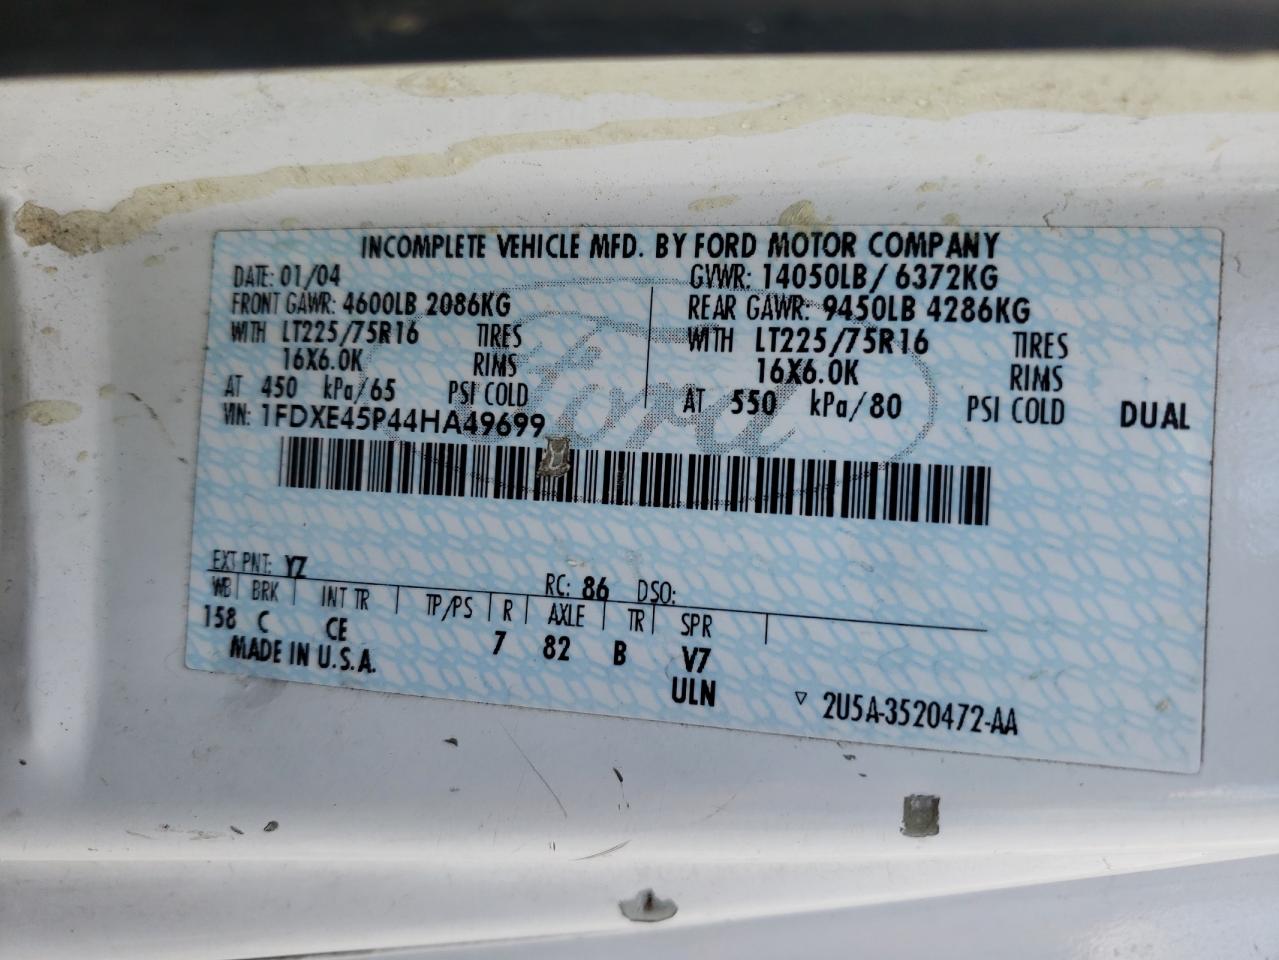 INCOMPLETE VEHICLE MFD. BY FORD MOTOR COMPANY
DATE: 01/04 GVWR: 14050LB/ 6372KG
FRONT GAWR: 4600LB 2086KG REAR GAWR: 9450LB 4286KG
WITH LT225/75R16 TIRES WITH LT225/75R16 TIRES
16X6.0K RIMS 16X6.0K RIMS
AT 450 kPa/65 PSI COLD AT 550 kPa/80 PSI COLD DUAL
VIN: 1FDXE45P44HA49699
Ford
EXT PNT: YZ RC: 86 DSO:
WB BRK INT TR TP/PS R AXLE TR SPR
158 C CE 7 82 B V7
MADE IN U.S.A. ULN
▽ 2U5A-3520472-AA